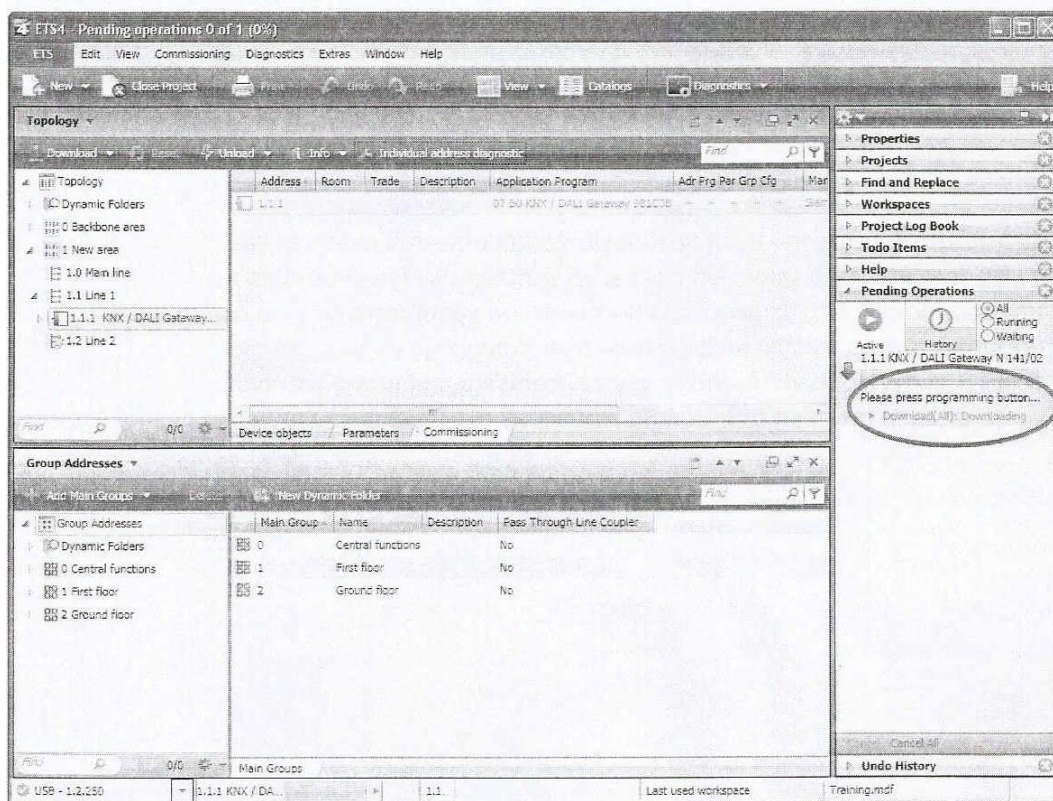 ETS4 - Pending operations 0 of 1 (0%)
ETS Edit View Commissioning Diagnostics Extras Window Help
New Close Project Print Undo Redo View Catalogs Diagnostics Help
Topology
Download Reset Unload Info Individual address diagnostic Find
Topology
Dynamic Folders
0 Backbone area
1 New area
1.0 Main line
1.1 Line 1
1.1.1 KNX / DALI Gateway...
1.2 Line 2
Find 0/0
Address Room Trade Description Application Program Adr Prg Par Grp Cfg Man
1.1.1 07 B0 KNX / DALI Gateway
Device objects Parameters Commissioning
Group Addresses
Add Main Groups Delete New Dynamic Folder Find
Group Addresses
Dynamic Folders
0 Central functions
1 First floor
2 Ground floor
Find 0/0
Main Group Name Description Pass Through Line Coupler
0 Central functions No
1 First floor No
2 Ground floor No
Main Groups
Properties
Projects
Find and Replace
Workspaces
Project Log Book
Todo Items
Help
Pending Operations
Active History
All
Running
Waiting
1.1.1 KNX / DALI Gateway N 141/02
Please press programming button...
Download(All): Downloading
Cancel All
Undo History
USB - 1.2.250 1.1.1 KNX / DA... 1.1 Last used workspace Training.mdf